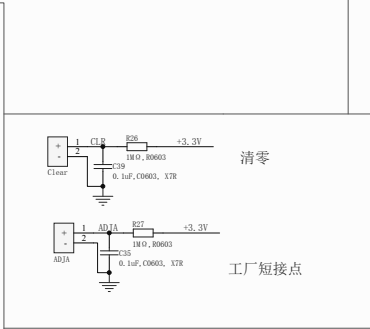 R26
1 CLR +3.3V
+ 2
-
1MΩ,R0603
清零
C39
Clear
0.1uF,C0603, X7R
R27
1 ADJA +3.3V
+ 2
-
1MΩ,R0603
C35
ADJA
0.1uF,C0603, X7R
工厂短接点